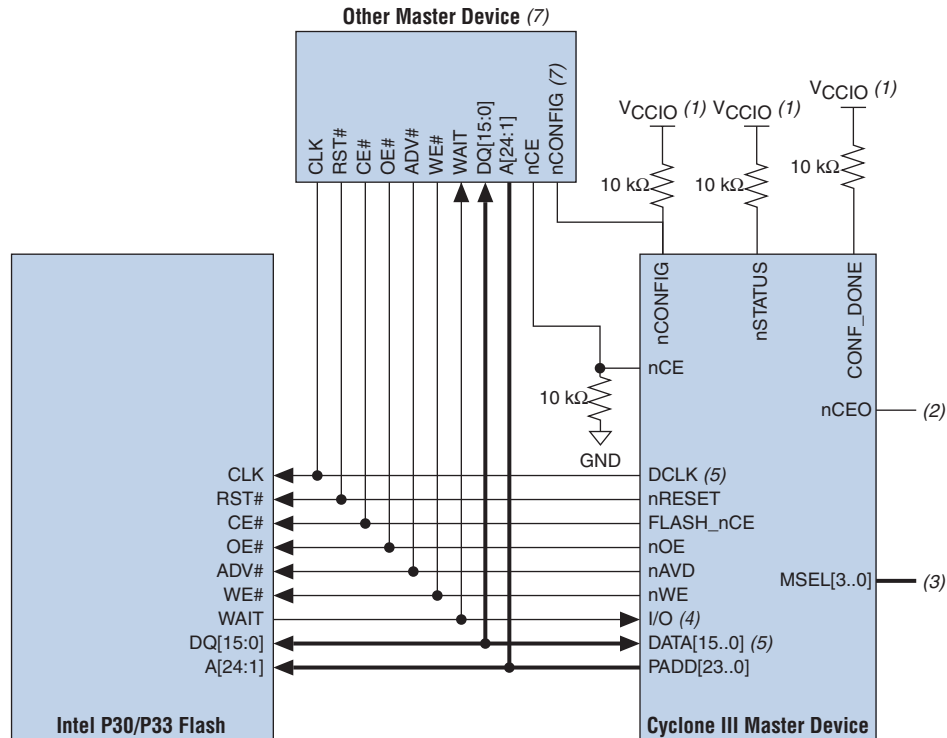 Other Master Device (7)
CLK
RST#
CE#
OE#
ADV#
WE#
WAIT
DQ[15:0]
A[24:1]
nCE
nCONFIG (7)
VCCIO (1)
VCCIO (1)
VCCIO (1)
10 kΩ
10 kΩ
10 kΩ
nCONFIG
nSTATUS
CONF_DONE
nCE
10 kΩ
GND
nCEO
(2)
CLK
DCLK (5)
RST#
nRESET
CE#
FLASH_nCE
OE#
nOE
ADV#
nAVD
MSEL[3..0]
(3)
WE#
nWE
WAIT
I/O (4)
DQ[15:0]
DATA[15..0] (5)
A[24:1]
PADD[23..0]
Intel P30/P33 Flash
Cyclone III Master Device